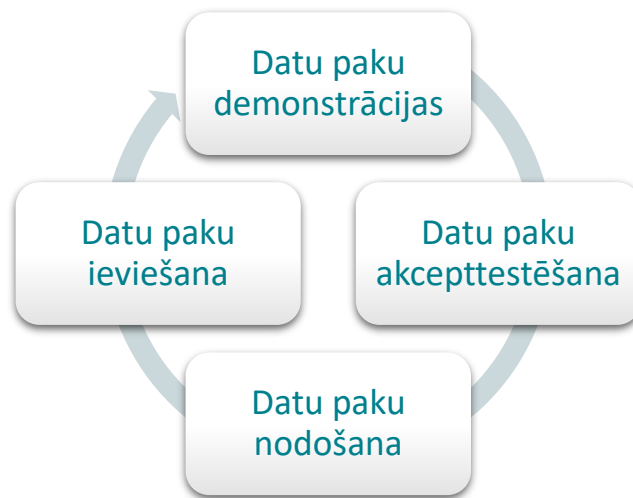 Datu paku
demonstrācijas
Datu paku
akcepttestēšana
Datu paku
nodošana
Datu paku
ieviešana